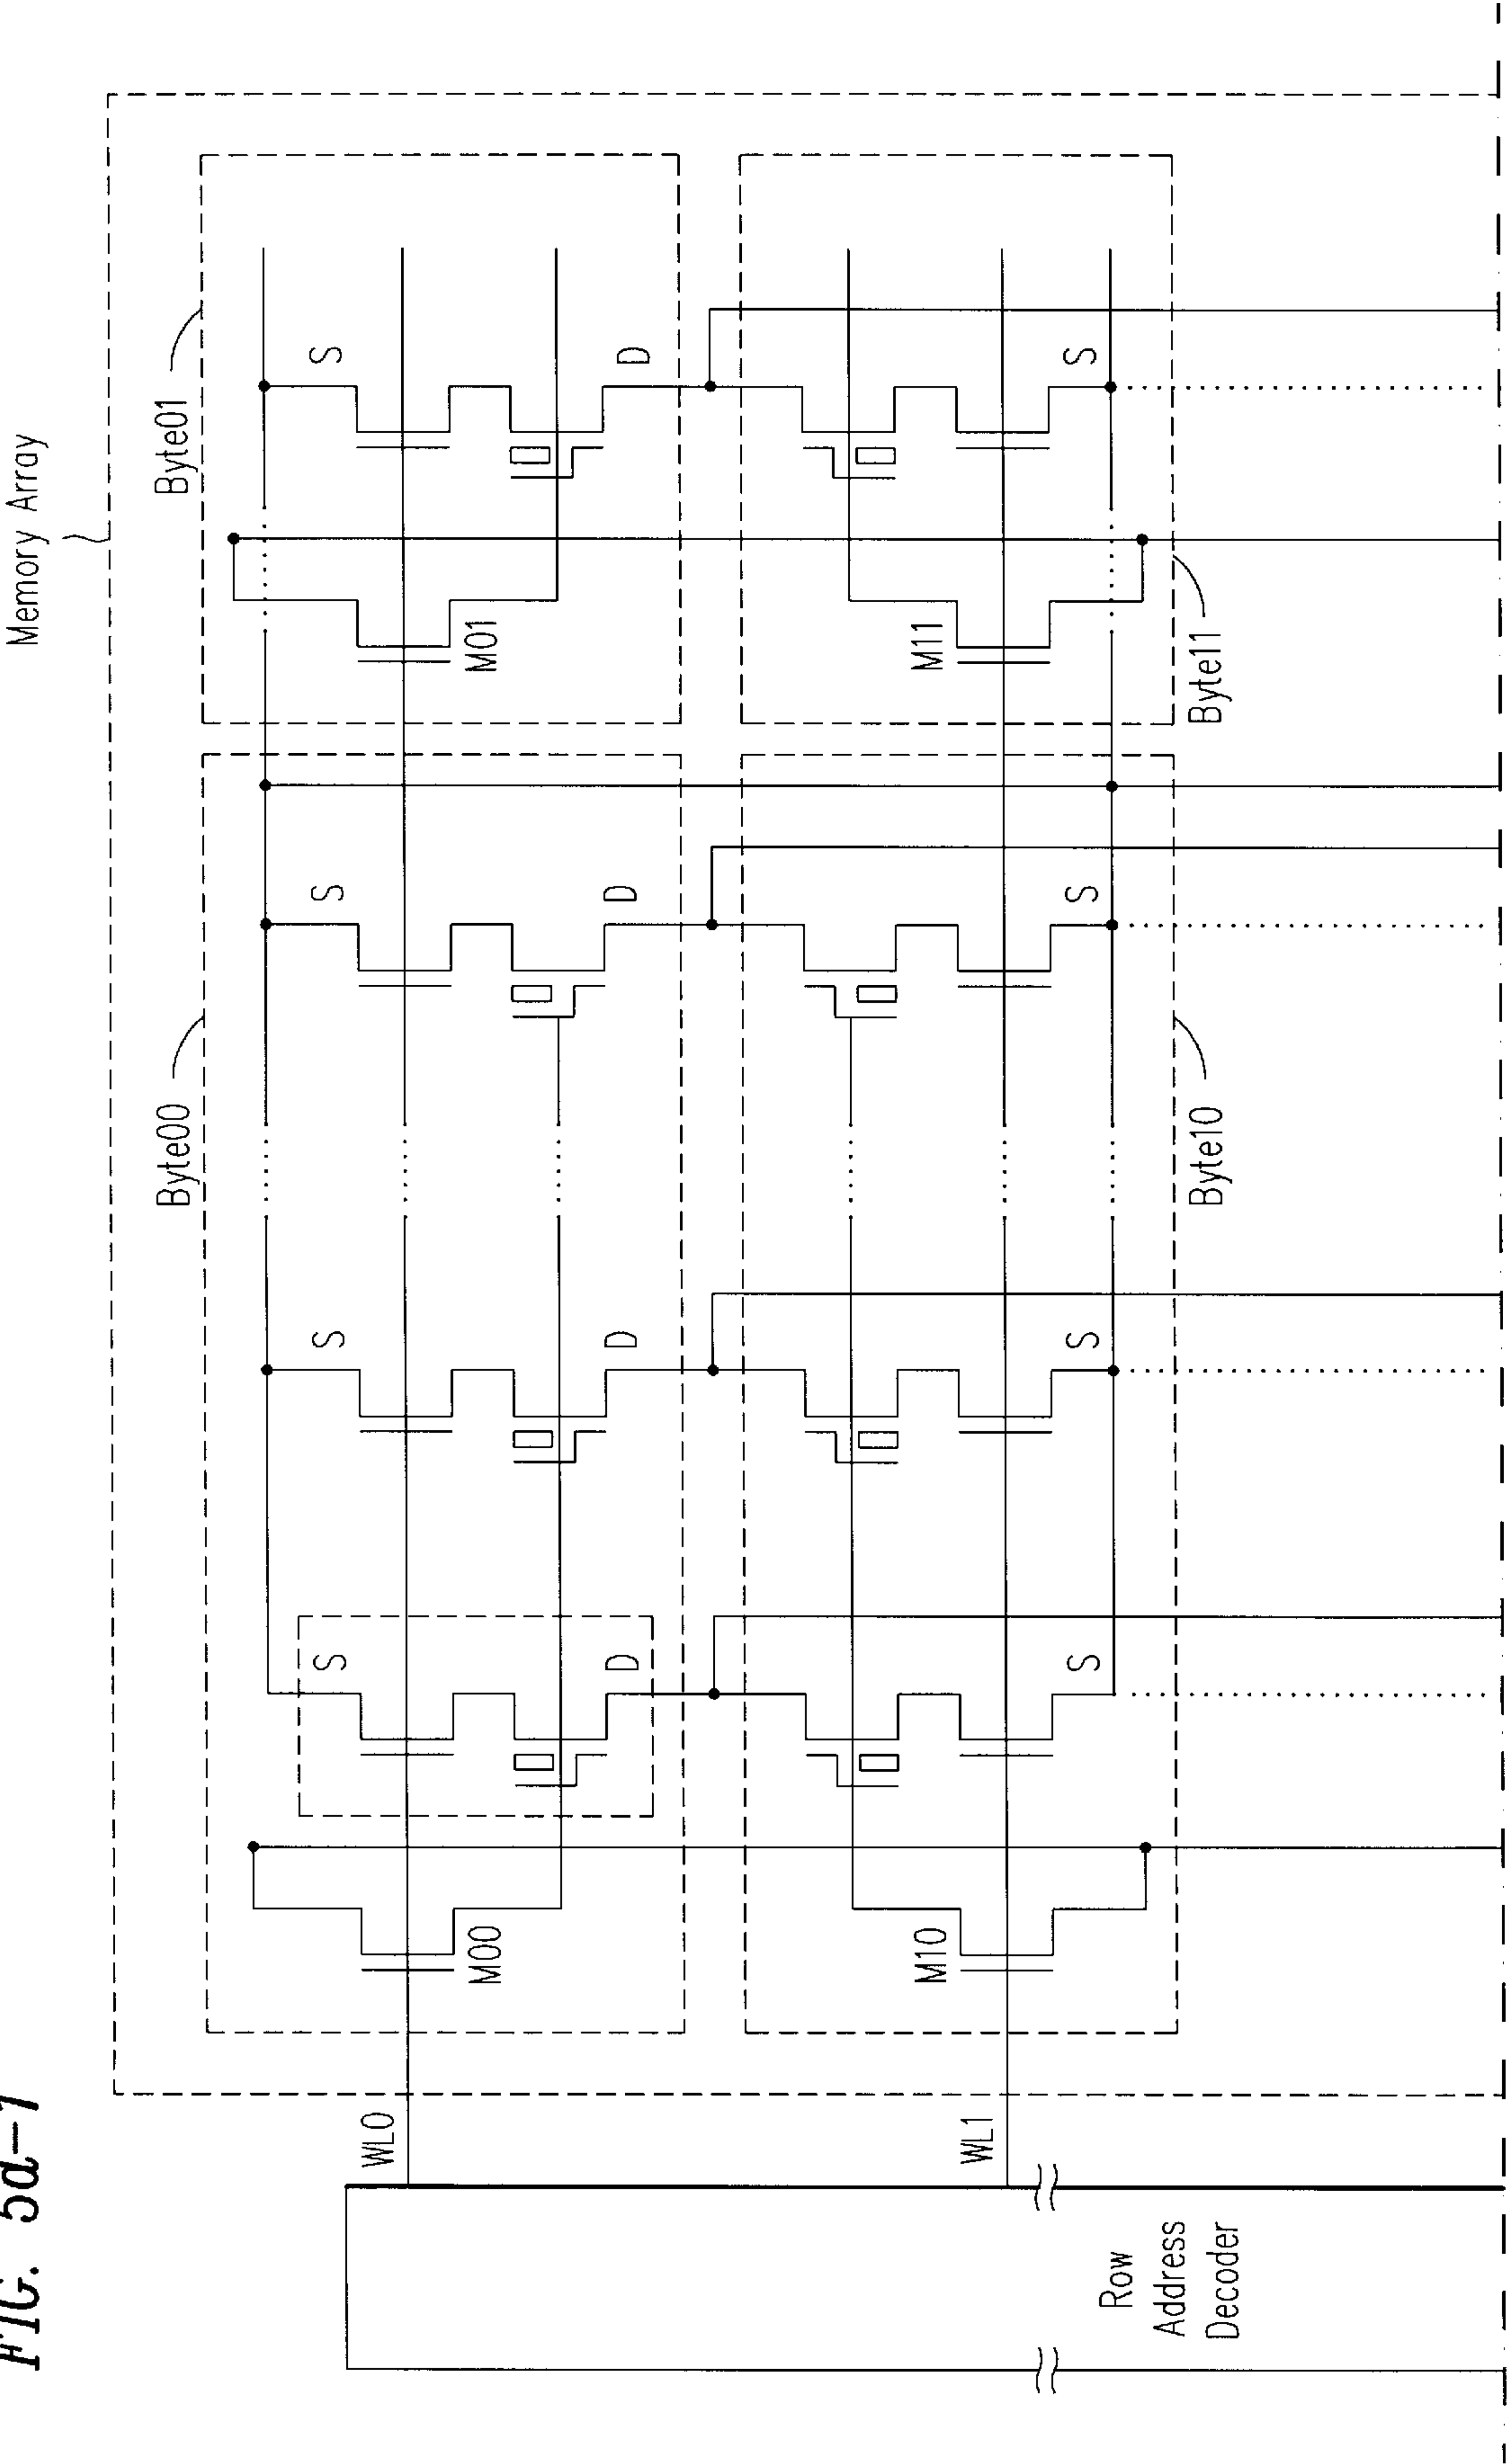 FIG. 5a-1
Memory Array
Byte00
Byte01
S
S
S
S
WL0
M00
M01
D
D
D
D
M10
M11
WL1
S
S
S
S
Byte10
Byte11
Row
Address
Decoder